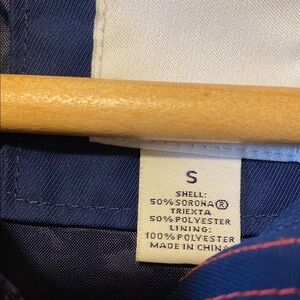 S
SHELL:
50% SORONA®
TRIEXTA
50% POLYESTER
LINING:
100% POLYESTER
MADE IN CHINA